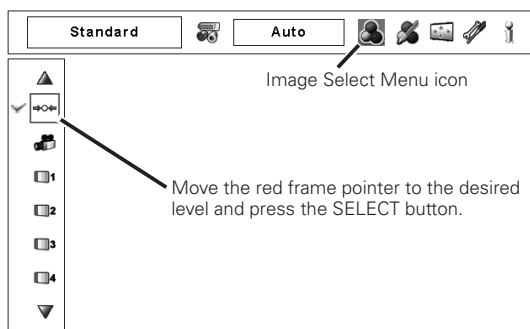 Standard
Auto
Image Select Menu icon
Move the red frame pointer to the desired
level and press the SELECT button.
1
2
3
4